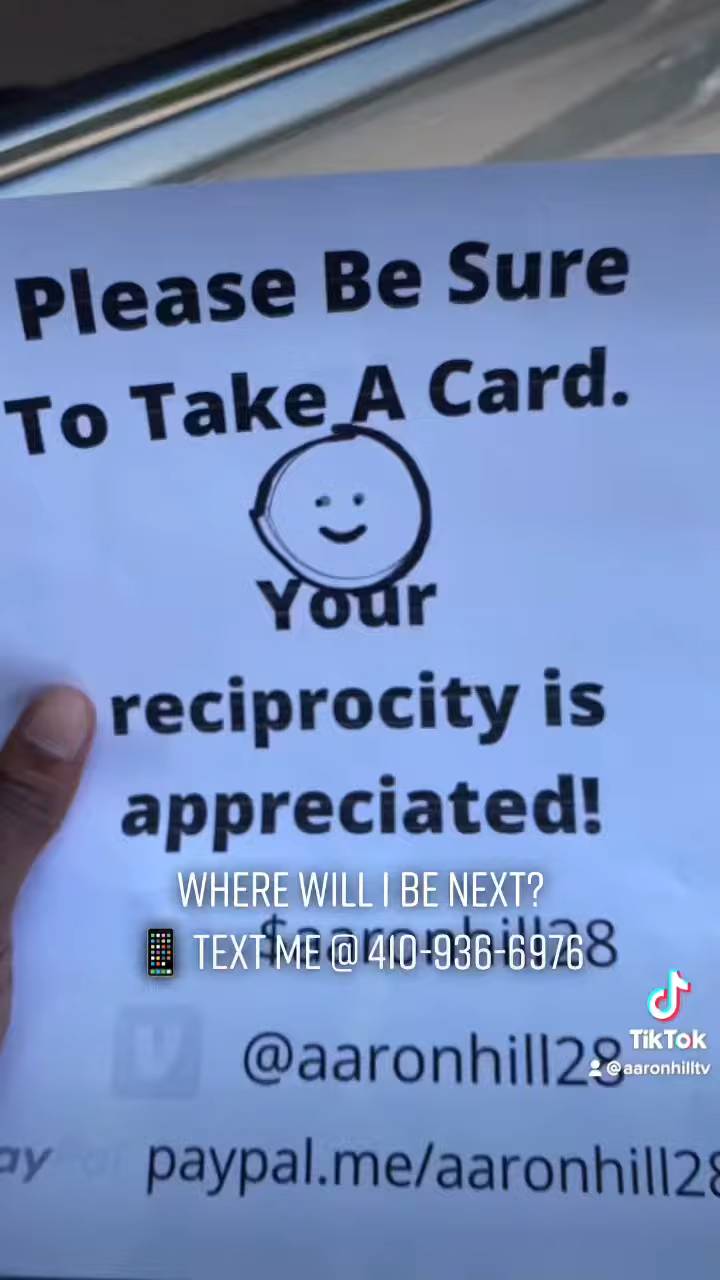 Please Be Sure
To Take A Card.
Your
reciprocity is
appreciated!
WHERE WILL I BE NEXT?
$aaronhill28
TEXT ME @ 410-936-6976
@aaronhill28
TikTok
@aaronhilltv
ay
paypal.me/aaronhill28